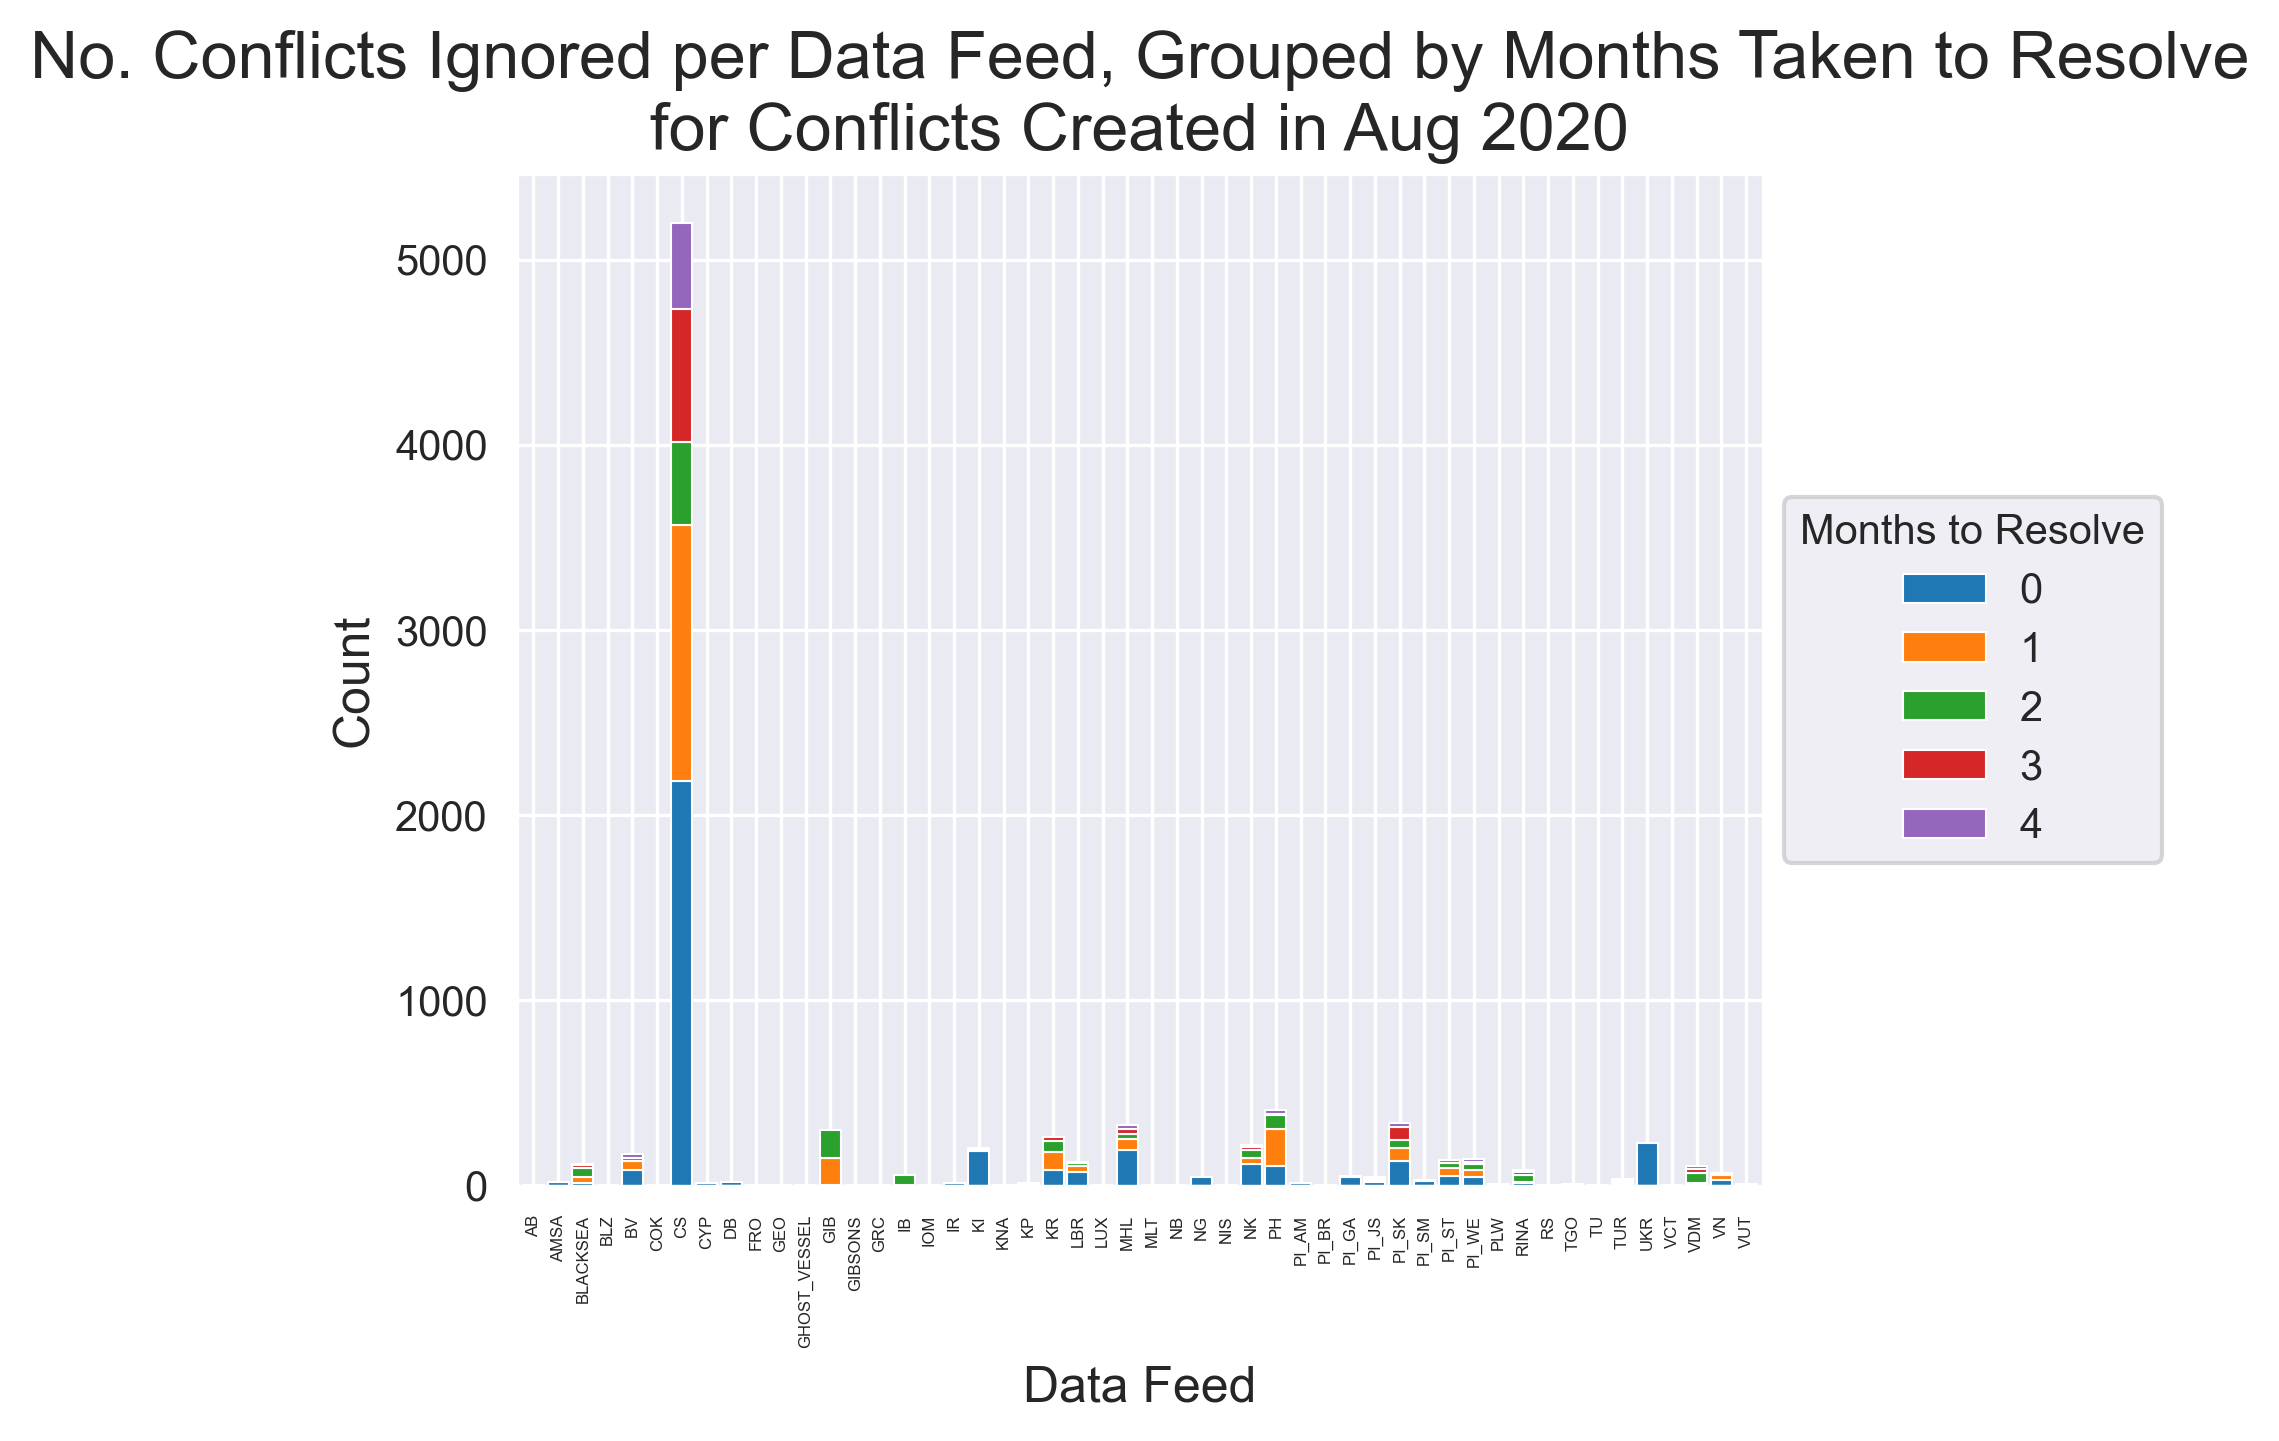 No. Conflicts Ignored per Data Feed, Grouped by Months Taken to Resolve
for Conflicts Created in Aug 2020
5000
4000
3000
2000
1000
0
Count
AB
AMSA
BLACKSEA
BLZ
BV
COK
CS
CYP
DB
FRO
GEO
GHOST_VESSEL
GIB
GIBSONS
GRC
IB
IOM
IR
KI
KNA
KP
KR
LBR
LUX
MHL
MLT
NB
NG
NIS
NK
PH
PI_AM
PI_BR
PI_GA
PI_JS
PI_SK
PI_SM
PI_ST
PI_WE
PLW
RINA
RS
TGO
TU
TUR
UKR
VCT
VDM
VN
VUT
Data Feed
Months to Resolve
0
1
2
3
4